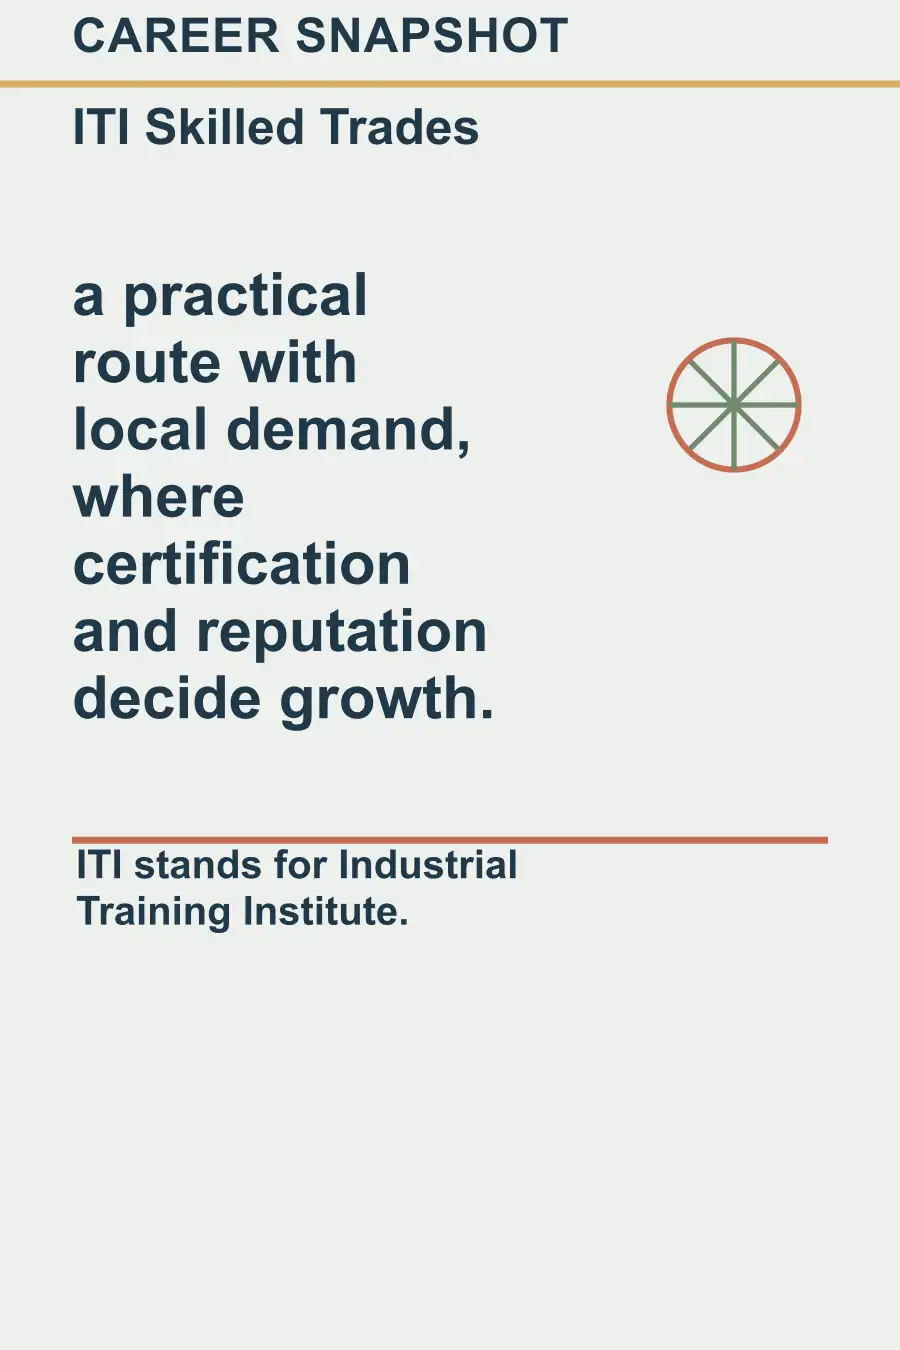 CAREER SNAPSHOT
ITI Skilled Trades
a practical
route with
local demand,
where
certification
and reputation
decide growth.
ITI stands for Industrial
Training Institute.